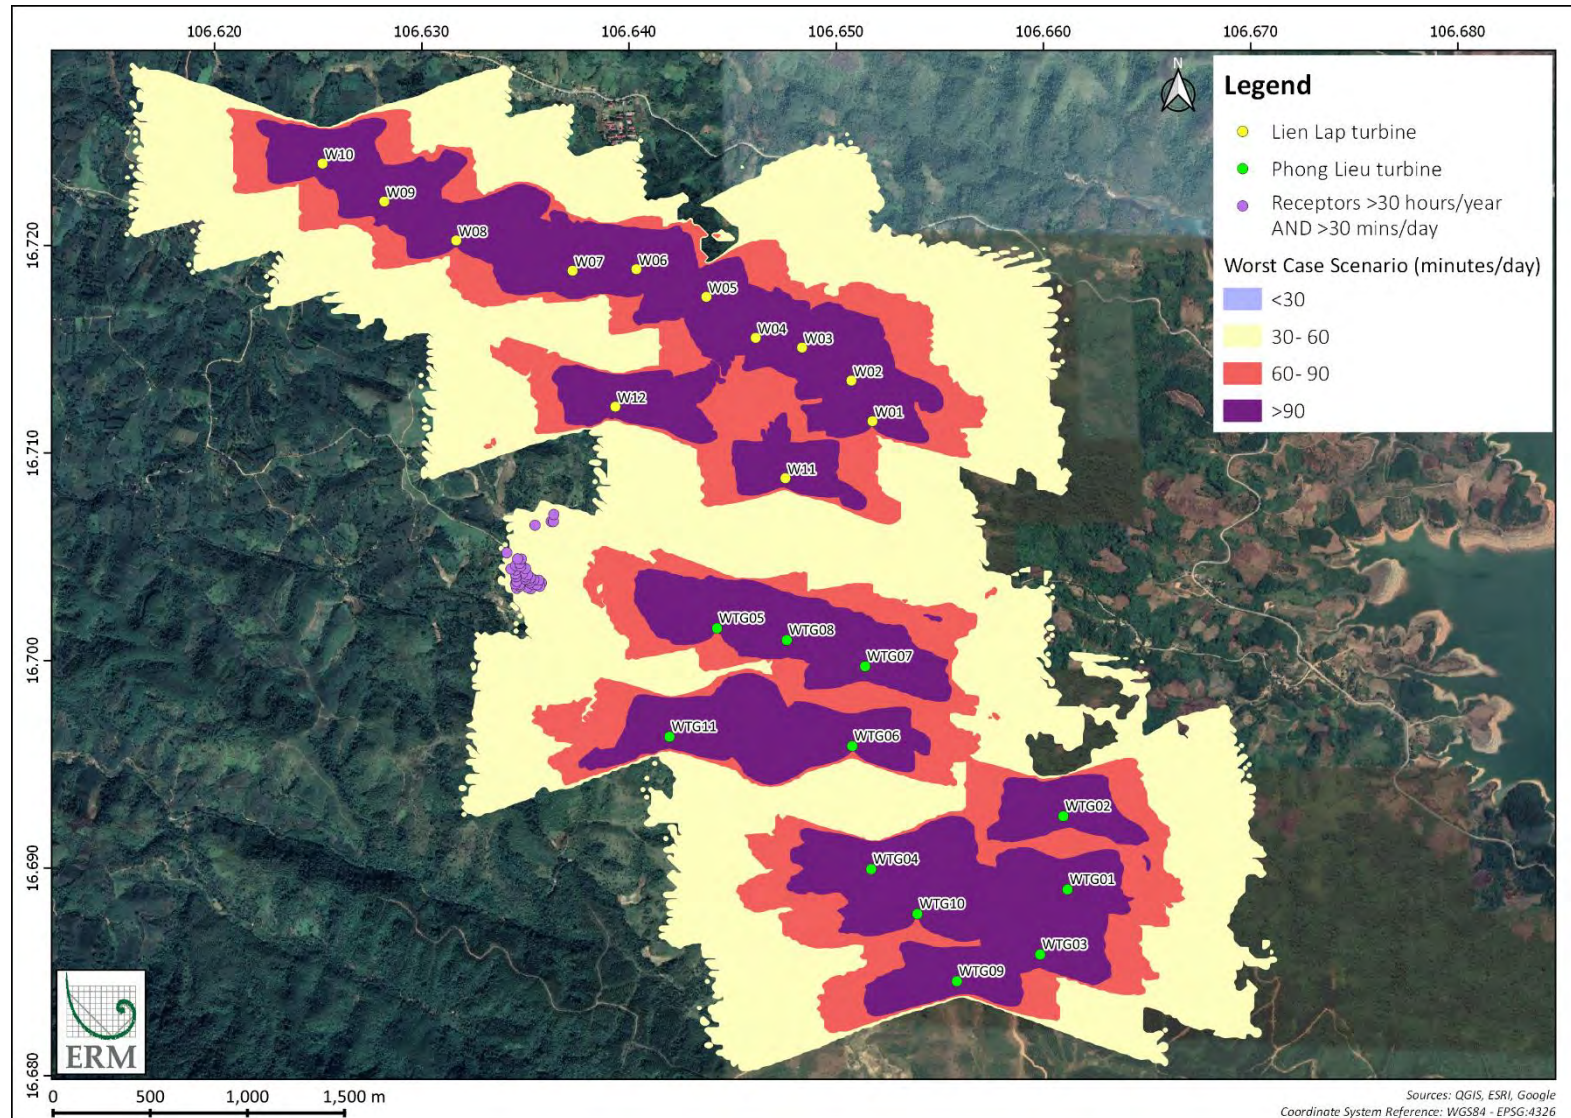 106.620 106.630 106.640 106.650 106.660 106.670 106.680
N
Legend
Lien Lap turbine
Phong Lieu turbine
Receptors >30 hours/year
AND >30 mins/day
Worst Case Scenario (minutes/day)
<30
30- 60
60- 90
>90
16.720
16.710
16.700
16.690
16.680
W10
W09
W08
W07
W06
W05
W04
W03
W02
W01
W12
W11
WTG05
WTG08
WTG07
WTG11
WTG06
WTG02
WTG04
WTG01
WTG10
WTG03
WTG09
ERM
0 500 1,000 1,500 m
Sources: QGIS, ESRI, Google
Coordinate System Reference: WGS84 - EPSG:4326